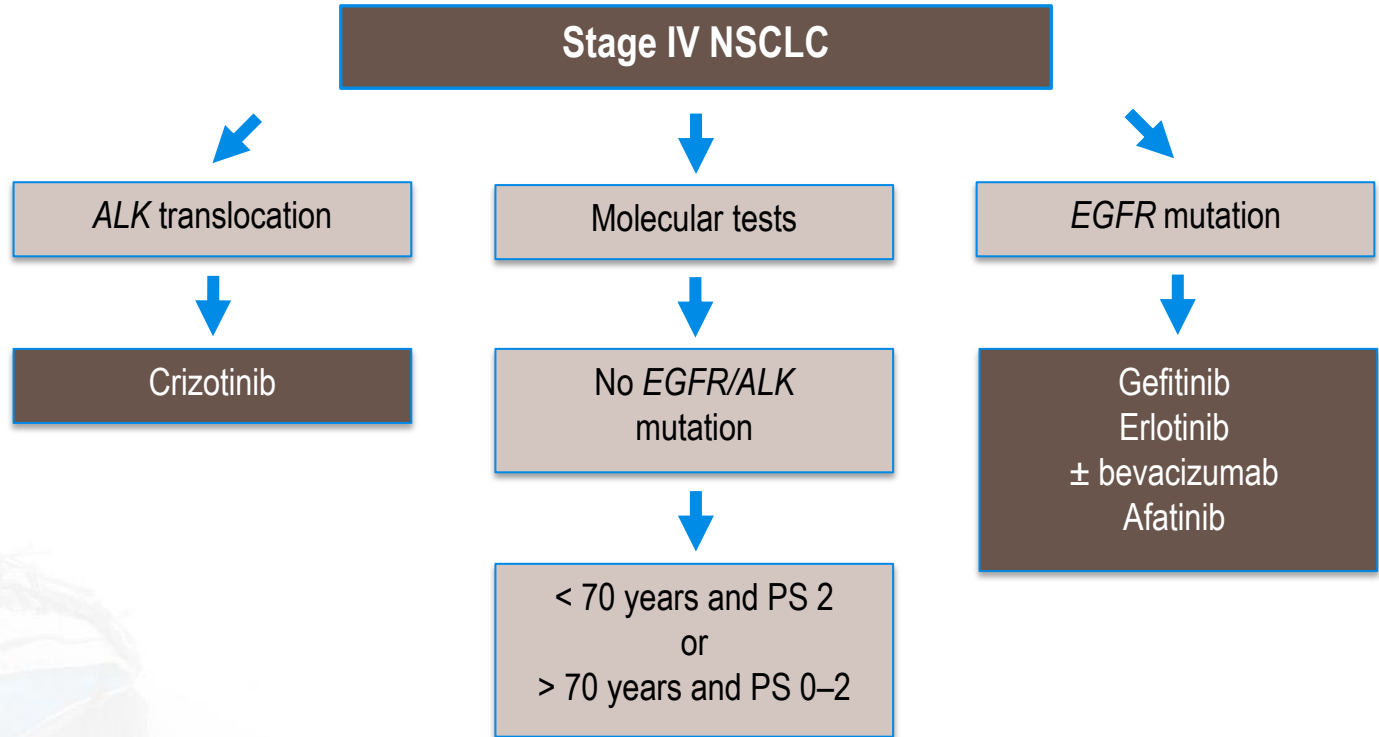 Stage IV NSCLC
ALK translocation
Molecular tests
EGFR mutation
Crizotinib
No EGFR/ALK
mutation
Gefitinib
Erlotinib
± bevacizumab
Afatinib
< 70 years and PS 2
or
> 70 years and PS 0–2